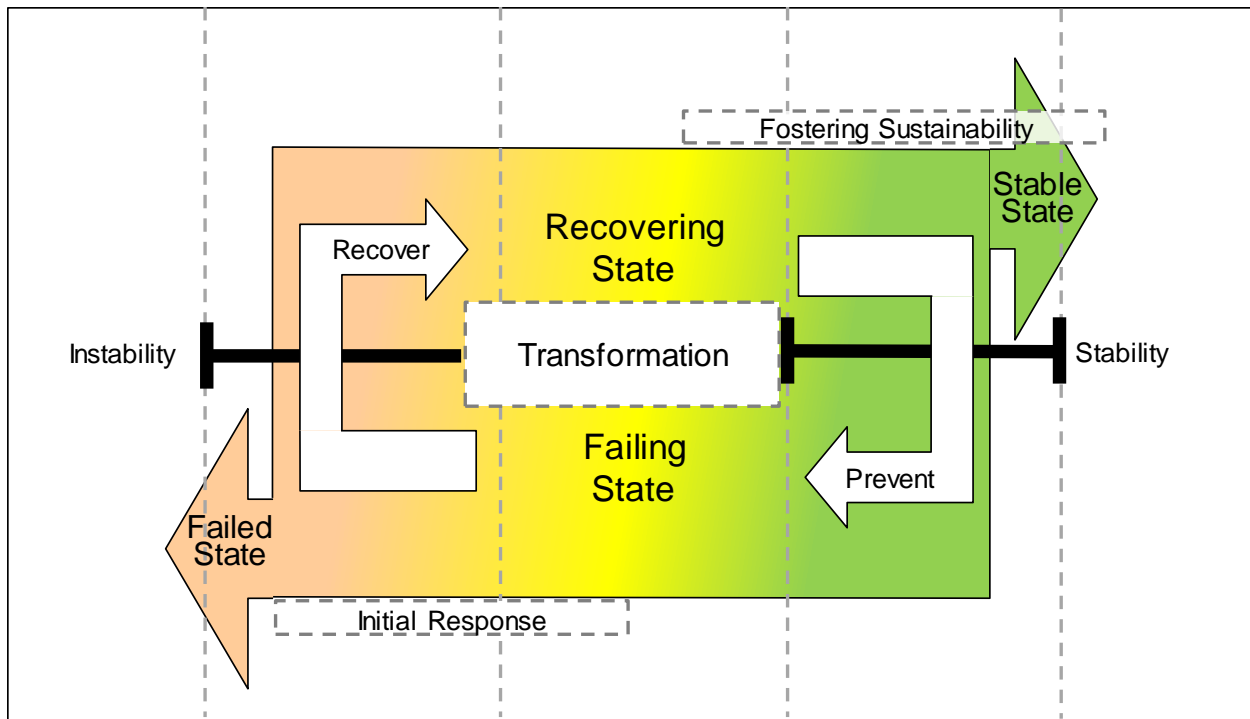 Fostering Sustainability
Stable
State
Recover
Recovering
State
Instability
Transformation
Stability
Failing
State
Prevent
Failed
State
Initial Response